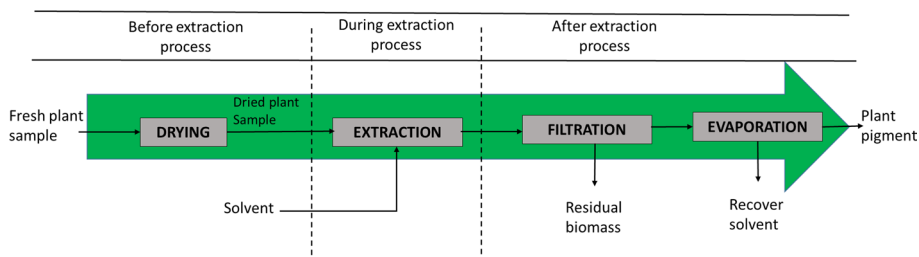 Before extraction
process
During extraction
process
After extraction
process
Fresh plant
sample
DRYING
Dried plant
Sample
EXTRACTION
FILTRATION
EVAPORATION
Plant
pigment
Solvent
Residual
biomass
Recover
solvent